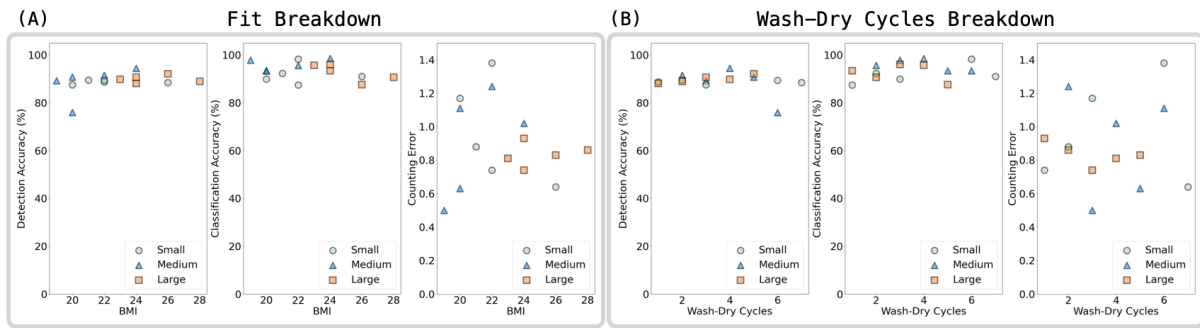 (A) Fit Breakdown
(B) Wash-Dry Cycles Breakdown
Detection Accuracy (%)
100
80
60
40
20
0
Small
Medium
Large
20 22 24 26 28
BMI
Classification Accuracy (%)
100
80
60
40
20
0
Small
Medium
Large
20 22 24 26 28
BMI
Counting Error
1.4
1.2
1.0
0.8
0.6
0.4
0.2
0.0
Small
Medium
Large
20 22 24 26 28
BMI
Detection Accuracy (%)
100
80
60
40
20
0
Small
Medium
Large
2 4 6
Wash-Dry Cycles
Classification Accuracy (%)
100
80
60
40
20
0
Small
Medium
Large
2 4 6
Wash-Dry Cycles
Counting Error
1.4
1.2
1.0
0.8
0.6
0.4
0.2
0.0
Small
Medium
Large
2 4 6
Wash-Dry Cycles